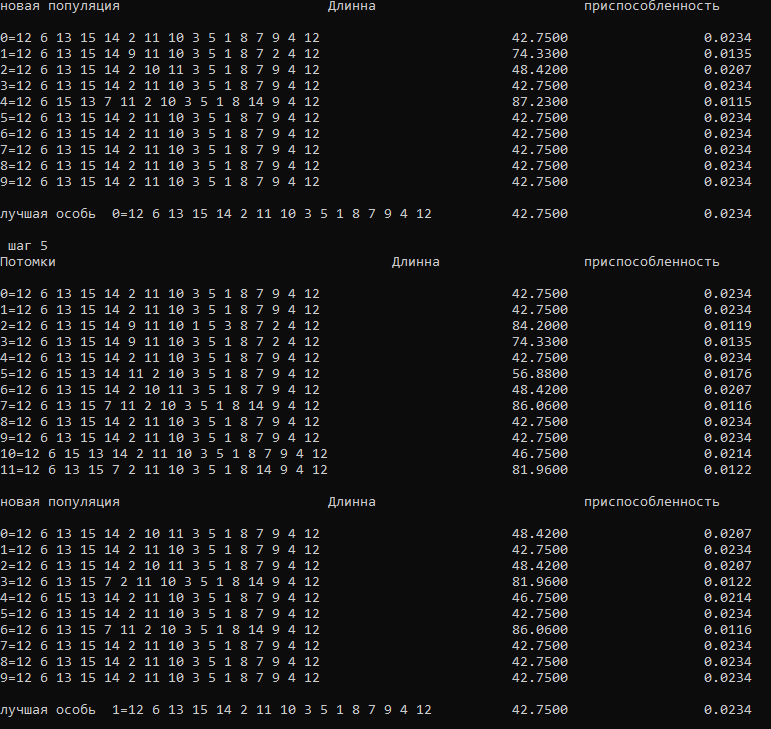 новая популяция Длинна приспособленность
0=12 6 13 15 14 2 11 10 3 5 1 8 7 9 4 12 42.7500 0.0234
1=12 6 13 15 14 9 11 10 3 5 1 8 7 2 4 12 74.3300 0.0135
2=12 6 13 15 14 2 10 11 3 5 1 8 7 9 4 12 48.4200 0.0207
3=12 6 13 15 14 2 11 10 3 5 1 8 7 9 4 12 42.7500 0.0234
4=12 6 15 13 7 11 2 10 3 5 1 8 14 9 4 12 87.2300 0.0115
5=12 6 13 15 14 2 11 10 3 5 1 8 7 9 4 12 42.7500 0.0234
6=12 6 13 15 14 2 11 10 3 5 1 8 7 9 4 12 42.7500 0.0234
7=12 6 13 15 14 2 11 10 3 5 1 8 7 9 4 12 42.7500 0.0234
8=12 6 13 15 14 2 11 10 3 5 1 8 7 9 4 12 42.7500 0.0234
9=12 6 13 15 14 2 11 10 3 5 1 8 7 9 4 12 42.7500 0.0234
лучшая особь 0=12 6 13 15 14 2 11 10 3 5 1 8 7 9 4 12 42.7500 0.0234
шаг 5
Потомки Длинна приспособленность
0=12 6 13 15 14 2 11 10 3 5 1 8 7 9 4 12 42.7500 0.0234
1=12 6 13 15 14 2 11 10 3 5 1 8 7 9 4 12 42.7500 0.0234
2=12 6 13 15 14 9 11 10 1 5 3 8 7 2 4 12 84.2000 0.0119
3=12 6 13 15 14 9 11 10 3 5 1 8 7 2 4 12 74.3300 0.0135
4=12 6 13 15 14 2 11 10 3 5 1 8 7 9 4 12 42.7500 0.0234
5=12 6 15 13 14 11 2 10 3 5 1 8 7 9 4 12 56.8800 0.0176
6=12 6 13 15 14 2 10 11 3 5 1 8 7 9 4 12 48.4200 0.0207
7=12 6 13 15 7 11 2 10 3 5 1 8 14 9 4 12 86.0600 0.0116
8=12 6 13 15 14 2 11 10 3 5 1 8 7 9 4 12 42.7500 0.0234
9=12 6 13 15 14 2 11 10 3 5 1 8 7 9 4 12 42.7500 0.0234
10=12 6 15 13 14 2 11 10 3 5 1 8 7 9 4 12 46.7500 0.0214
11=12 6 13 15 7 2 11 10 3 5 1 8 14 9 4 12 81.9600 0.0122
новая популяция Длинна приспособленность
0=12 6 13 15 14 2 10 11 3 5 1 8 7 9 4 12 48.4200 0.0207
1=12 6 13 15 14 2 11 10 3 5 1 8 7 9 4 12 42.7500 0.0234
2=12 6 13 15 14 2 10 11 3 5 1 8 7 9 4 12 48.4200 0.0207
3=12 6 13 15 7 2 11 10 3 5 1 8 14 9 4 12 81.9600 0.0122
4=12 6 15 13 14 2 11 10 3 5 1 8 7 9 4 12 46.7500 0.0214
5=12 6 13 15 14 2 11 10 3 5 1 8 7 9 4 12 42.7500 0.0234
6=12 6 13 15 7 11 2 10 3 5 1 8 14 9 4 12 86.0600 0.0116
7=12 6 13 15 14 2 11 10 3 5 1 8 7 9 4 12 42.7500 0.0234
8=12 6 13 15 14 2 11 10 3 5 1 8 7 9 4 12 42.7500 0.0234
9=12 6 13 15 14 2 11 10 3 5 1 8 7 9 4 12 42.7500 0.0234
лучшая особь 1=12 6 13 15 14 2 11 10 3 5 1 8 7 9 4 12 42.7500 0.0234